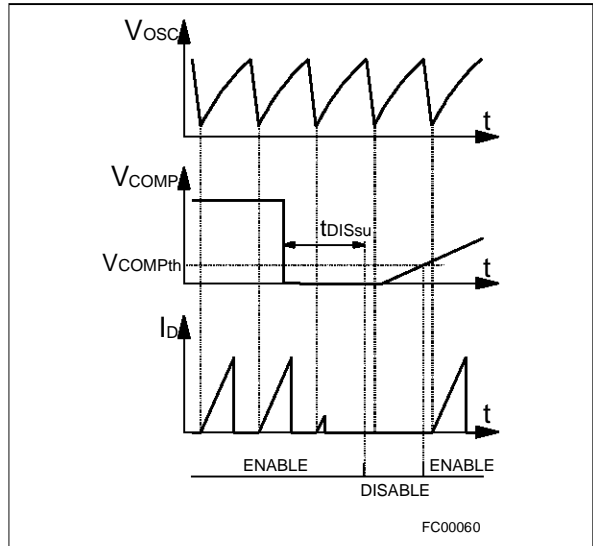 VOSC
t
VCOMP
tDISsu
VCOMPth
t
ID
t
ENABLE
ENABLE
DISABLE
FC00060